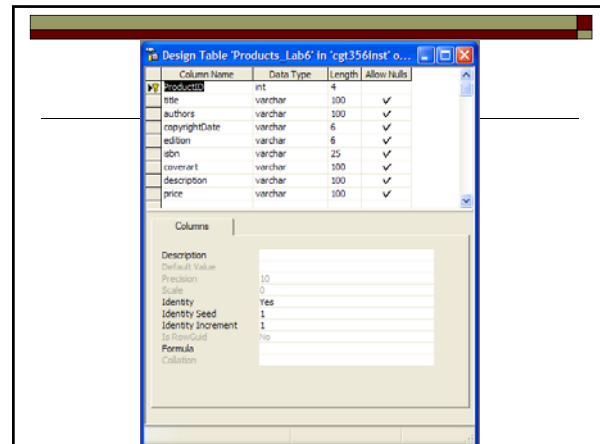 Design Table 'Products_Lab6' in 'cgt356inst' o...
Column Name Data Type Length Allow Nulls
ProductID int 4
title varchar 100
authors varchar 100
copyrightDate varchar 6
edition varchar 6
isbn varchar 25
coverart varchar 100
description varchar 100
price varchar 100
Columns
Description
Default Value
Precision 10
Scale 0
Identity Yes
Identity Seed 1
Identity Increment 1
Is RowGuid No
Formula
Collation